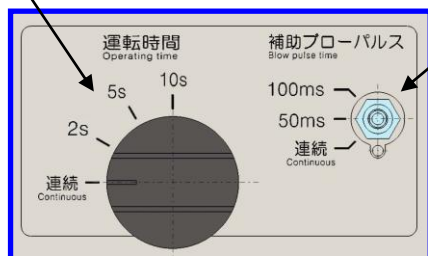 運転時間
Operating time
10s
5s
2s
連続
Continuous
補助ブローパルス
Blow pulse time
100ms
50ms
連続
Continuous